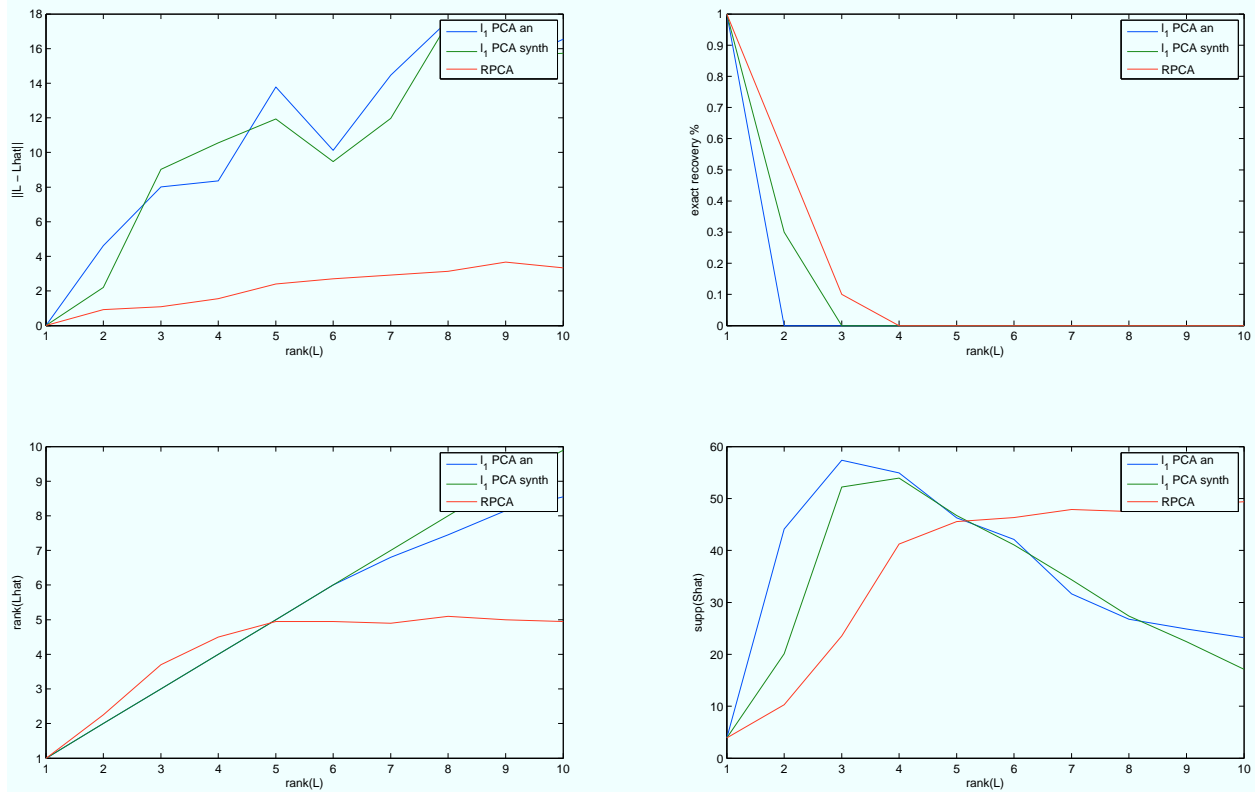 18
16
14
12
10
8
6
4
2
0
||L − Lhat||
1 2 3 4 5 6 7 8 9 10
rank(L)
l₁ PCA an
l₁ PCA synth
RPCA
1
0.9
0.8
0.7
0.6
0.5
0.4
0.3
0.2
0.1
0
exact recovery %
1 2 3 4 5 6 7 8 9 10
rank(L)
l₁ PCA an
l₁ PCA synth
RPCA
10
9
8
7
6
5
4
3
2
1
rank(Lhat)
1 2 3 4 5 6 7 8 9 10
rank(L)
l₁ PCA an
l₁ PCA synth
RPCA
60
50
40
30
20
10
0
supp(Shat)
1 2 3 4 5 6 7 8 9 10
rank(L)
l₁ PCA an
l₁ PCA synth
RPCA